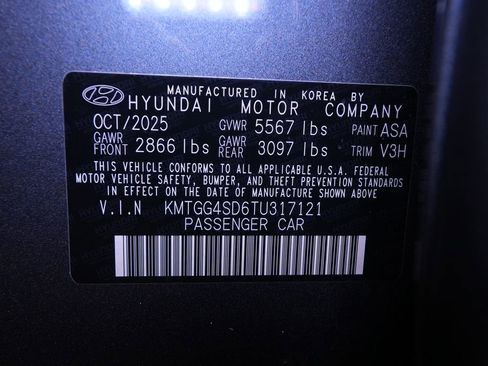 MANUFACTURED IN KOREA BY
HYUNDAI MOTOR COMPANY
OCT/2025 GVWR 5567 lbs PAINT ASA
GAWR FRONT 2866 lbs GAWR REAR 3097 lbs TRIM V3H
THIS VEHICLE CONFORMS TO ALL APPLICABLE U.S.A. FEDERAL
MOTOR VEHICLE SAFETY, BUMPER, AND THEFT PREVENTION STANDARDS
IN EFFECT ON THE DATE OF MANUFACTURE SHOWN ABOVE
V.I.N KMTGG4SD6TU317121
PASSENGER CAR